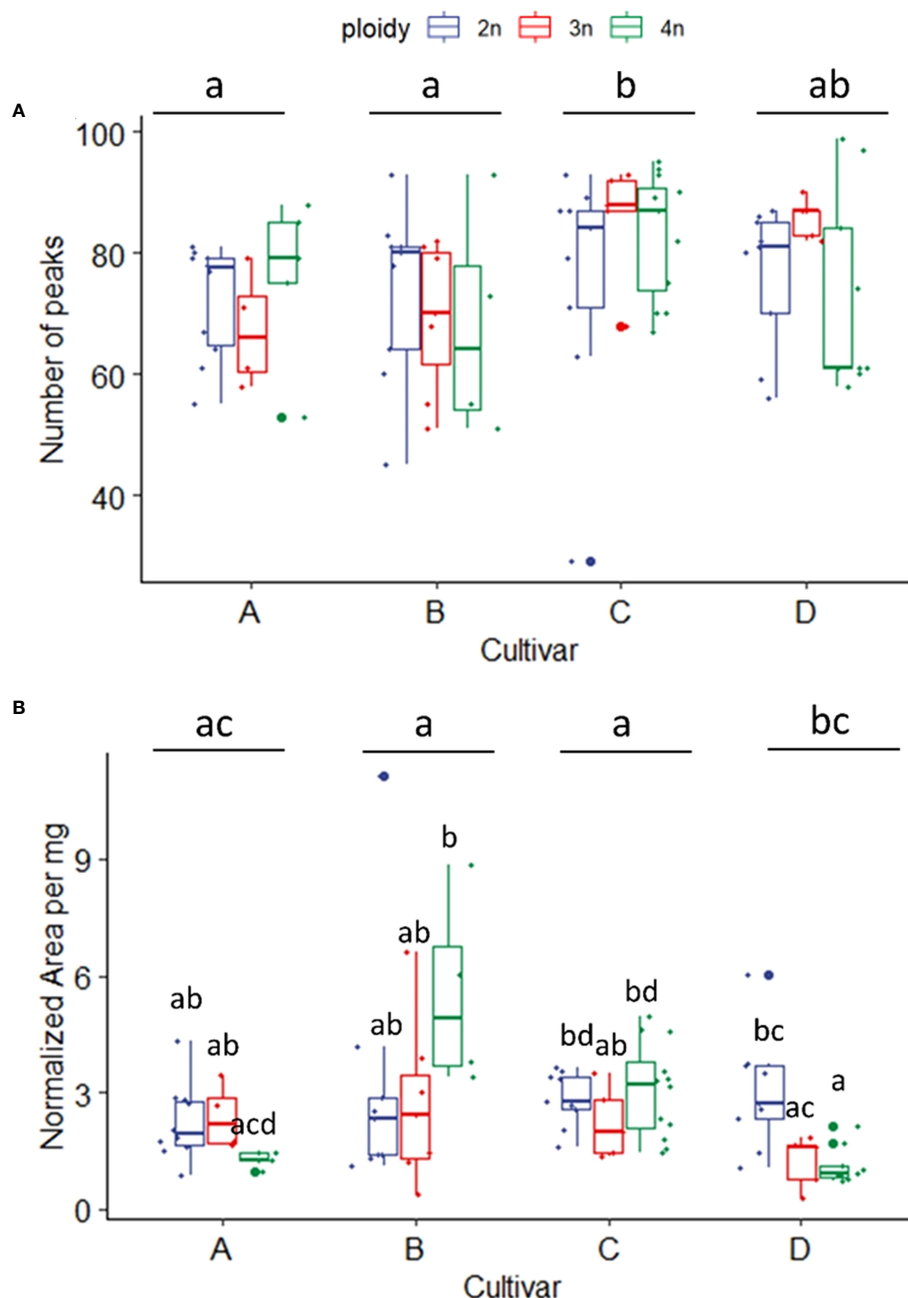 ploidy 2n 3n 4n
A
a a b ab
100
80
60
40
Number of peaks
A B C D
Cultivar
B
ac a a bc
9
6
3
0
Normalized Area per mg
ab ab acd
ab ab b
bd ab bd
bc ac a
A B C D
Cultivar